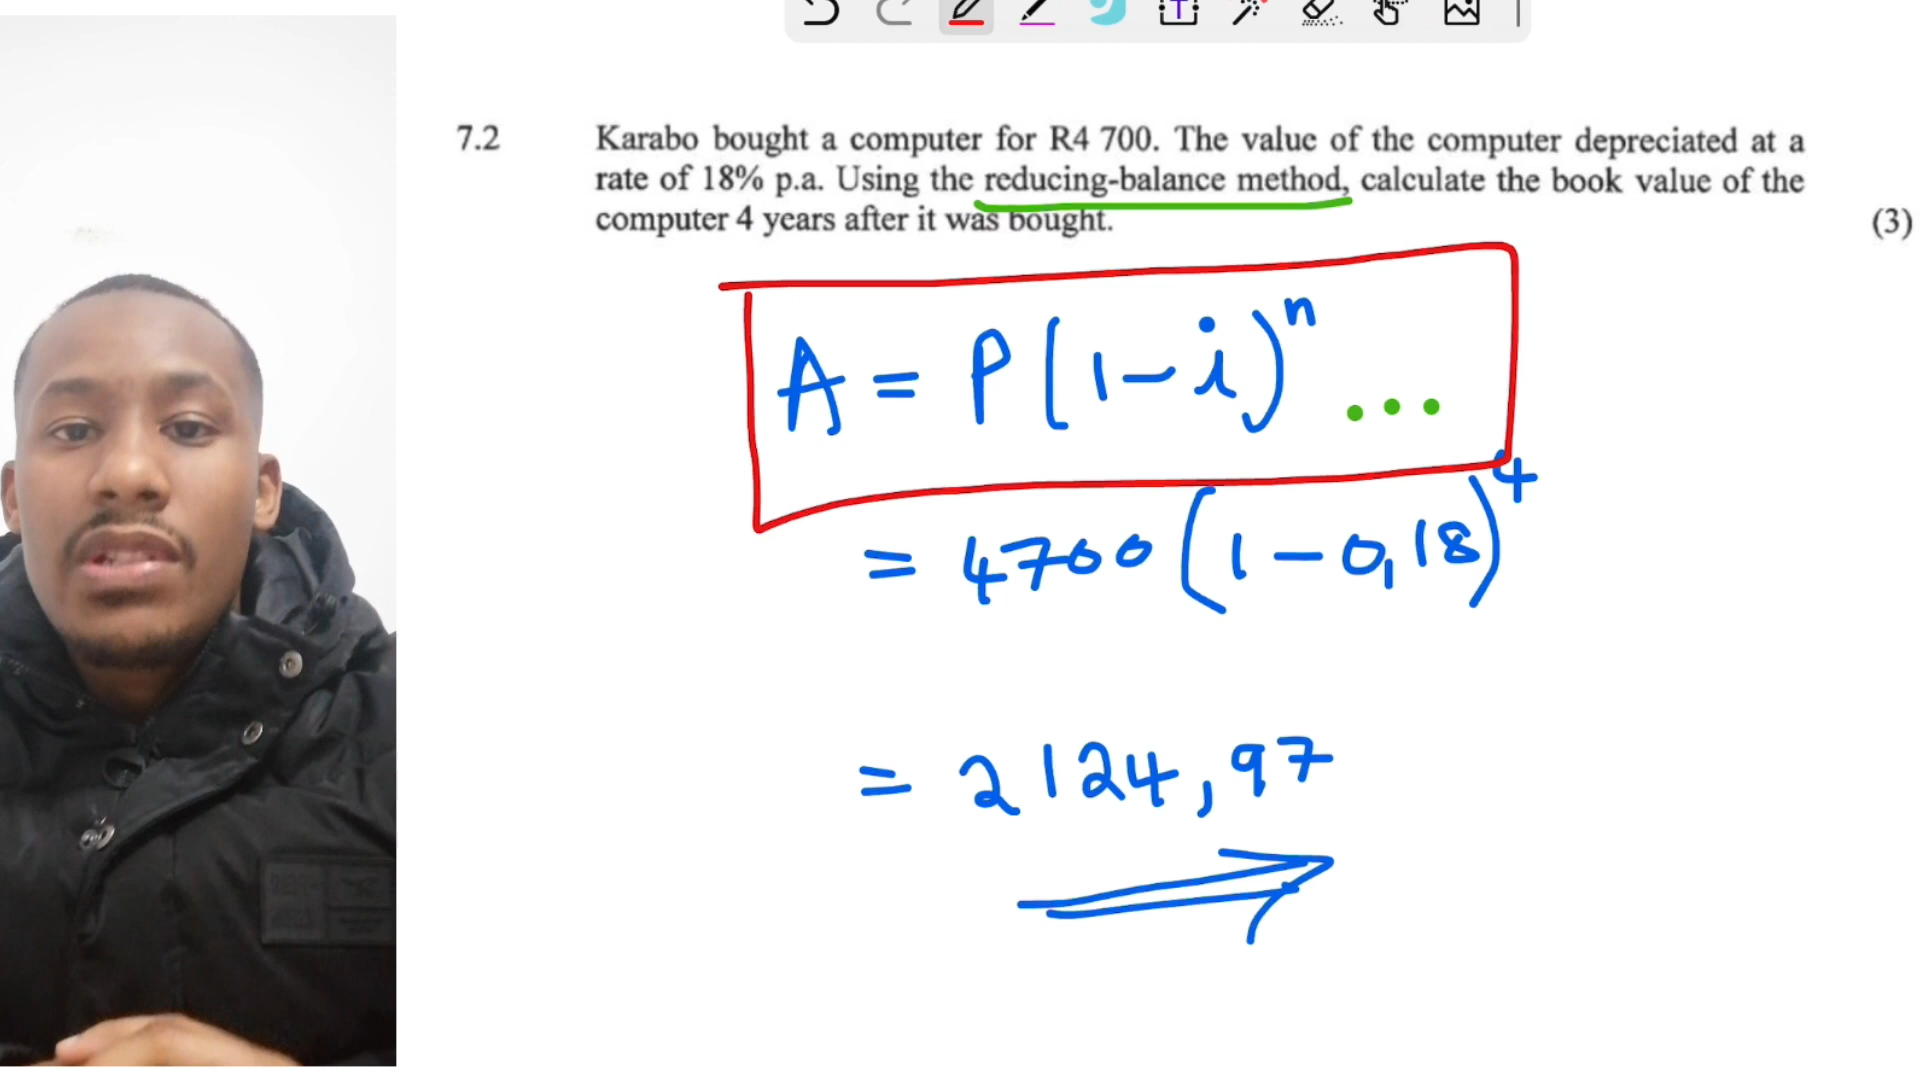 7.2 Karabo bought a computer for R4 700. The value of the computer depreciated at a
rate of 18% p.a. Using the reducing-balance method, calculate the book value of the
computer 4 years after it was bought. (3)
A = P(1-i)ⁿ ...
= 4700 (1-0,18)⁴
= 2124,97